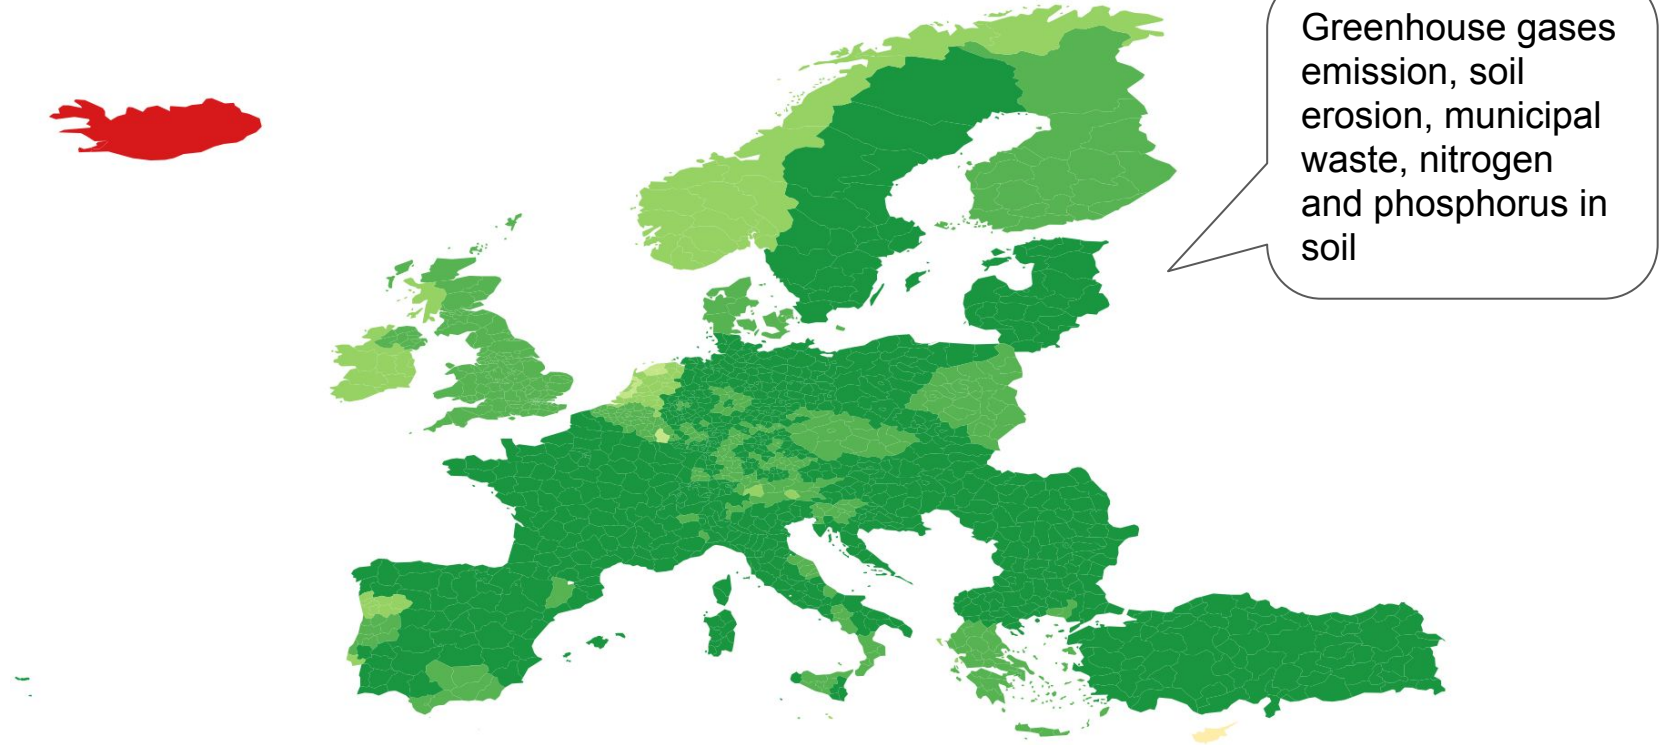 Greenhouse gases
emission, soil
erosion, municipal
waste, nitrogen
and phosphorus in
soil